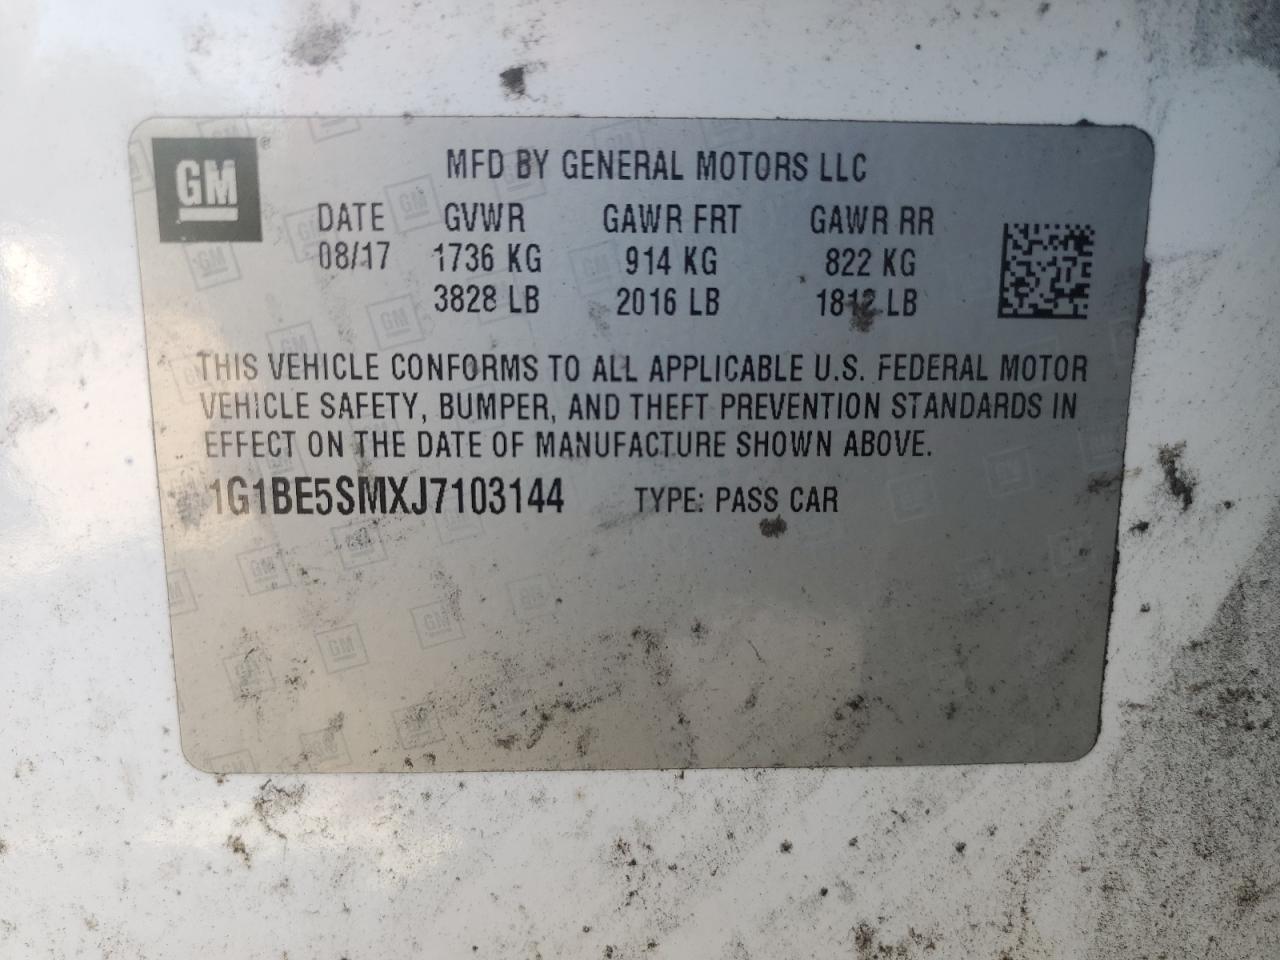 GM
MFD BY GENERAL MOTORS LLC
DATE GVWR GAWR FRT GAWR RR
08/17 1736 KG 914 KG 822 KG
3828 LB 2016 LB 1812 LB
THIS VEHICLE CONFORMS TO ALL APPLICABLE U.S. FEDERAL MOTOR
VEHICLE SAFETY, BUMPER, AND THEFT PREVENTION STANDARDS IN
EFFECT ON THE DATE OF MANUFACTURE SHOWN ABOVE.
1G1BE5SMXJ7103144 TYPE: PASS CAR